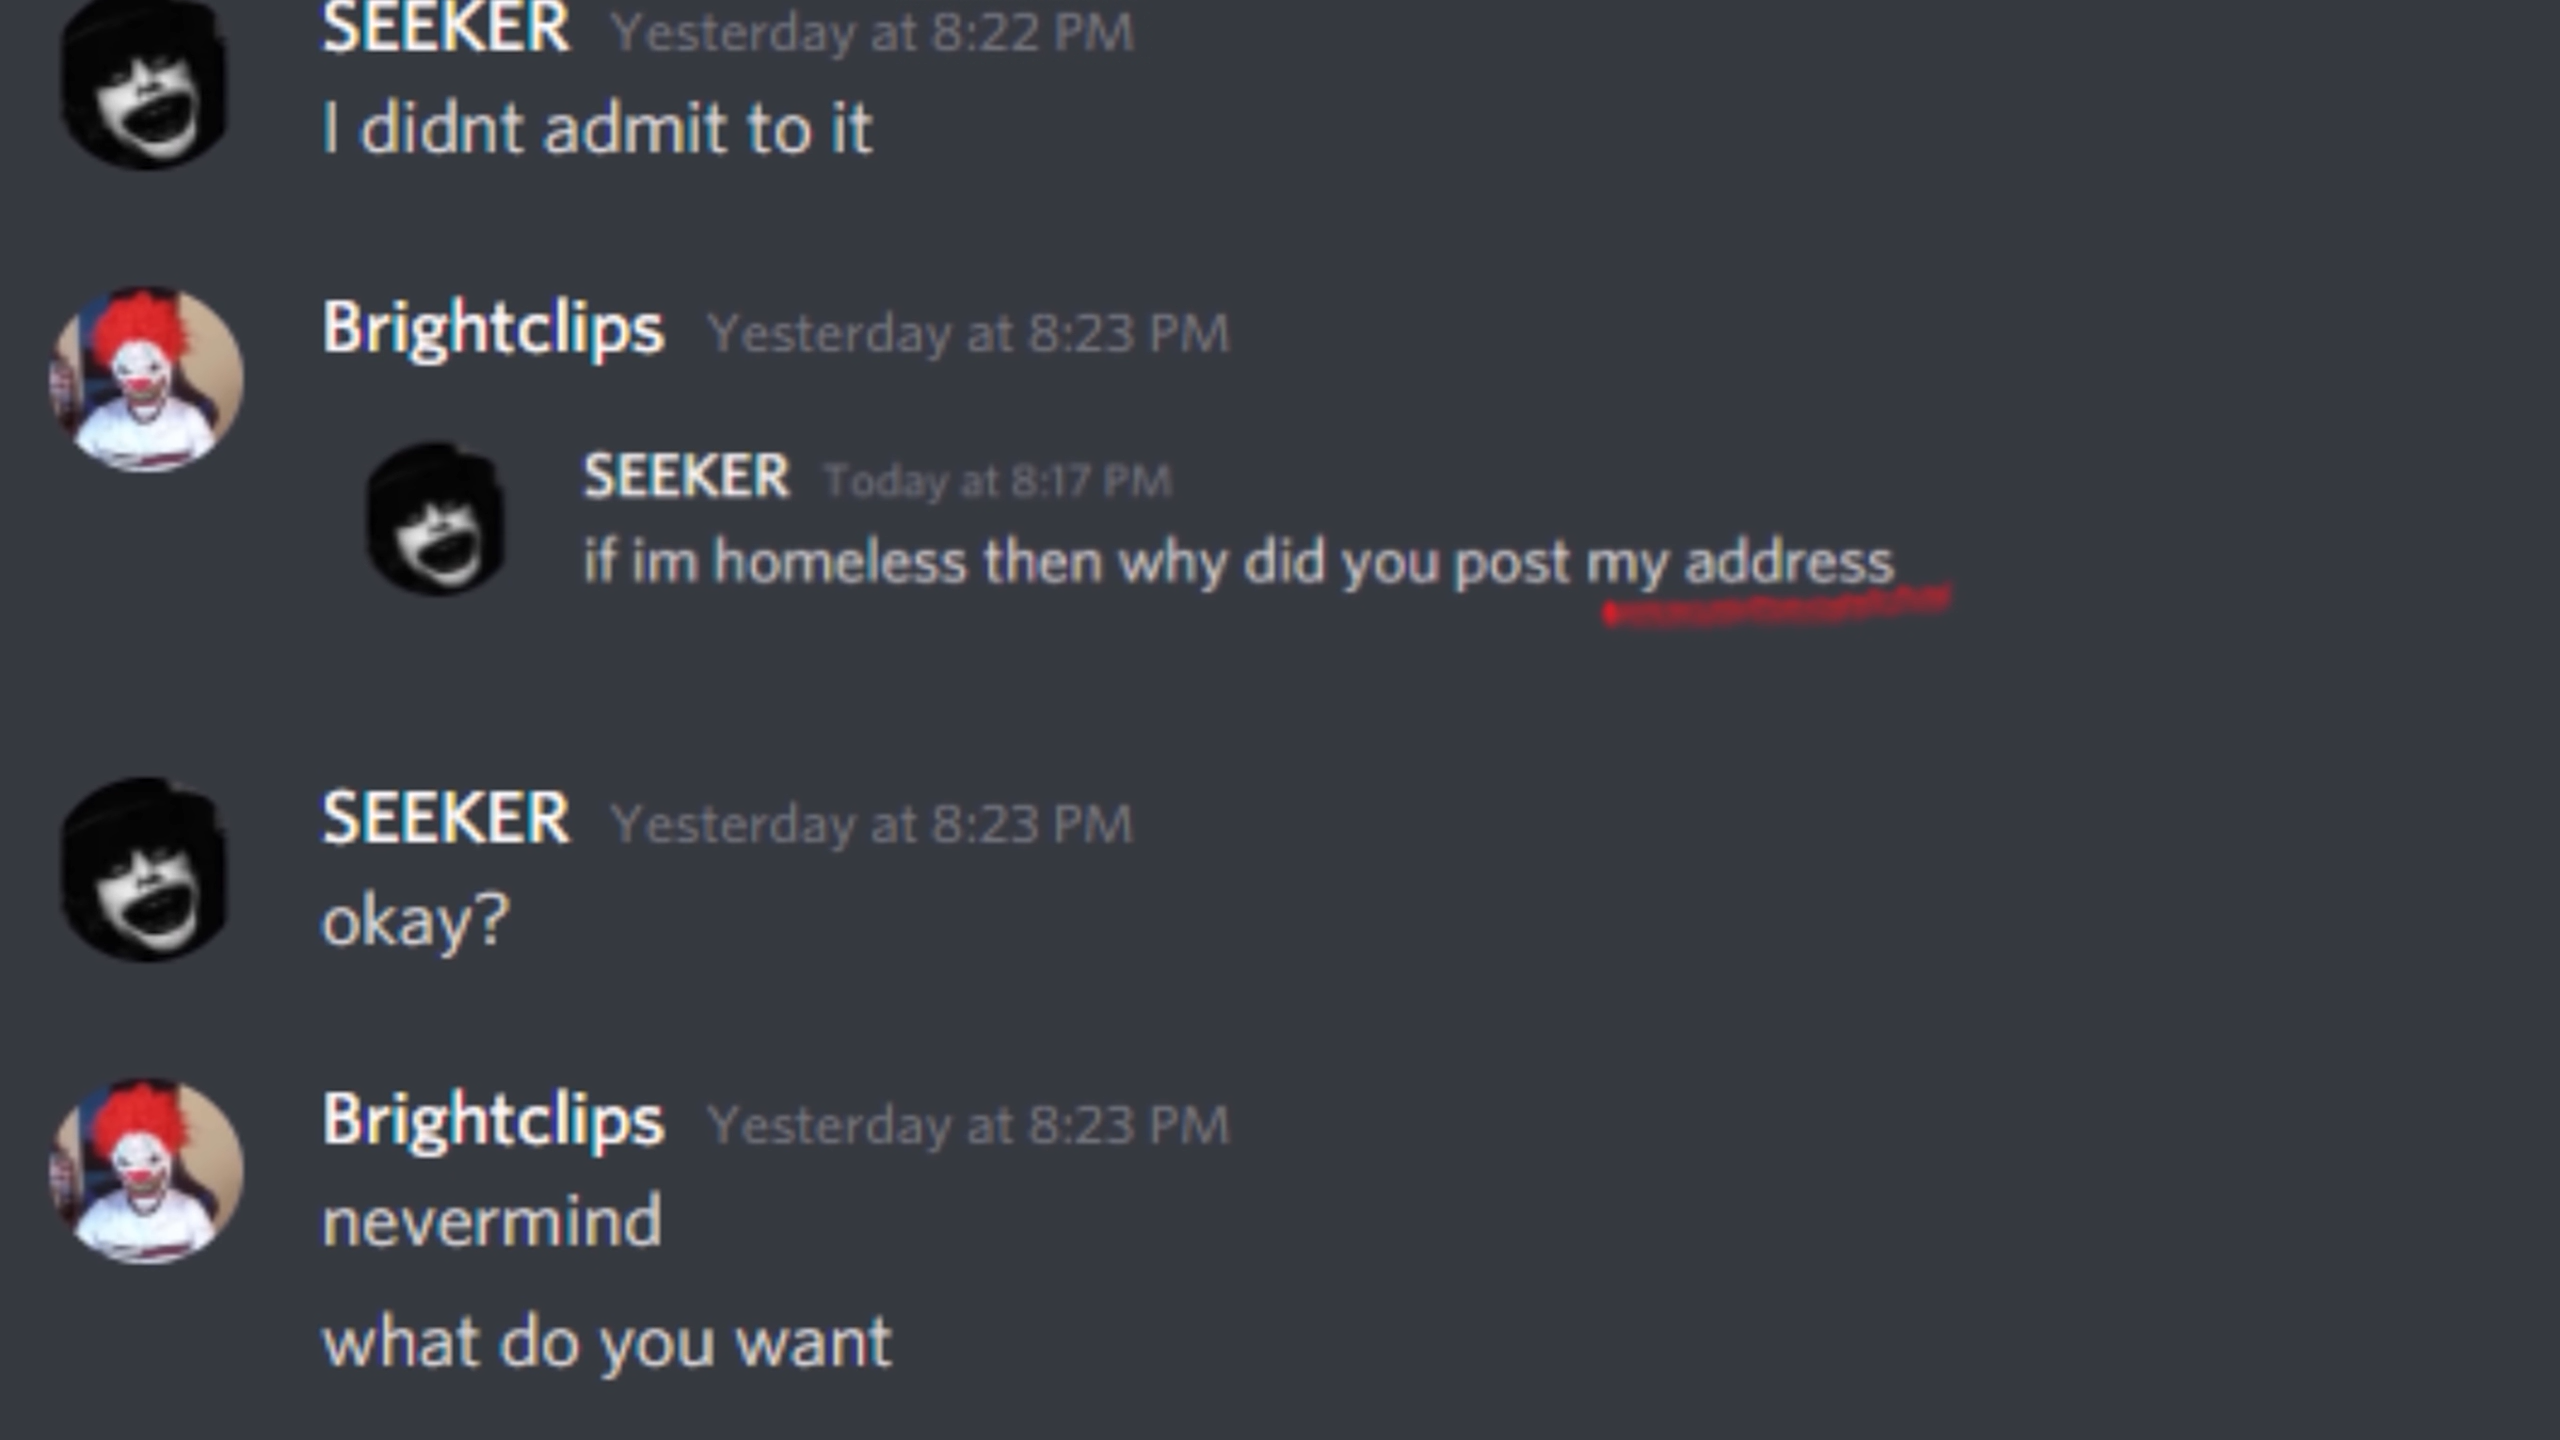 SEEKER Yesterday at 8:22 PM
I didnt admit to it
Brightclips Yesterday at 8:23 PM
SEEKER Today at 8:17 PM
if im homeless then why did you post my address
SEEKER Yesterday at 8:23 PM
okay?
Brightclips Yesterday at 8:23 PM
nevermind
what do you want